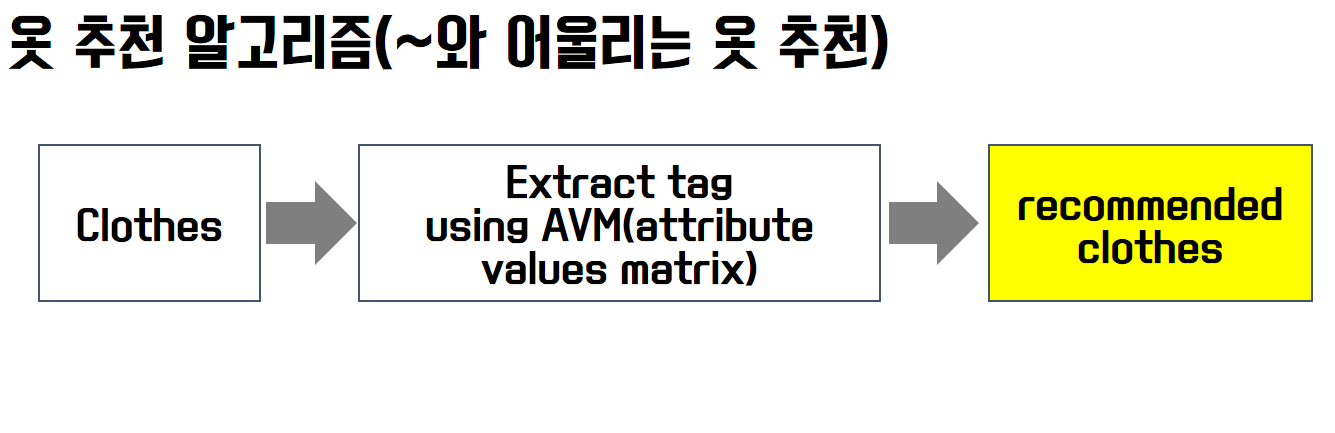 옷 추천 알고리즘(~와 어울리는 옷 추천)
Clothes
Extract tag
using AVM(attribute
values matrix)
recommended
clothes